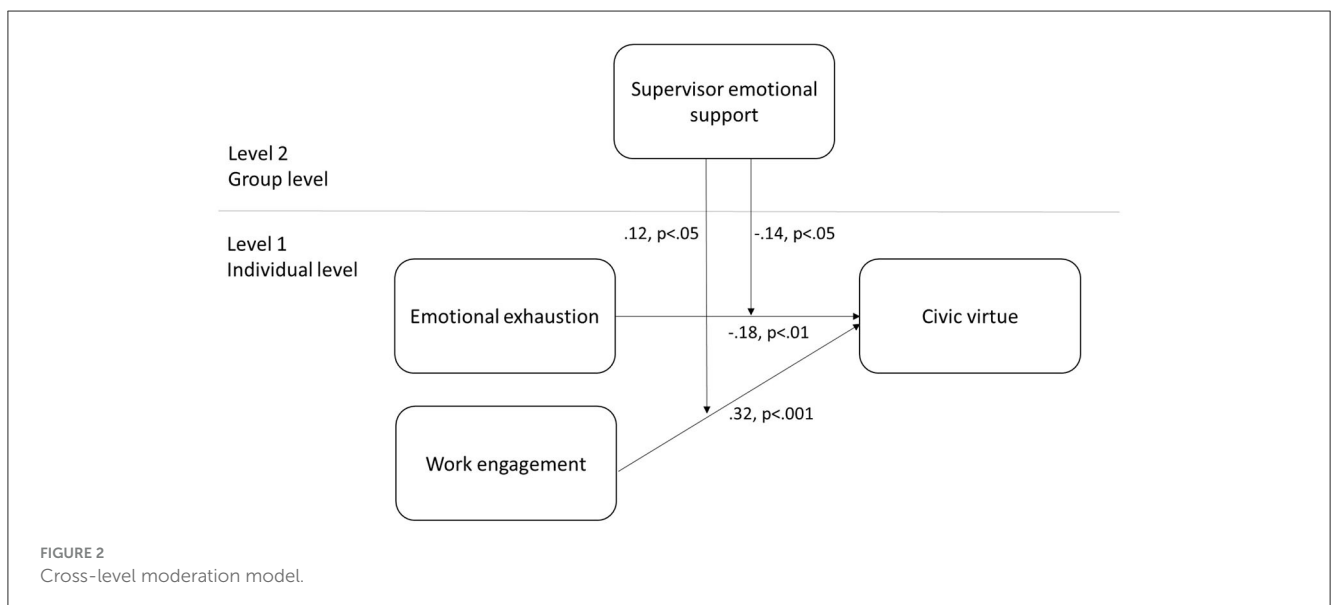 Supervisor emotional
support
Level 2
Group level
.12, p<.05
-.14, p<.05
Level 1
Individual level
Emotional exhaustion
Civic virtue
-.18, p<.01
.32, p<.001
Work engagement
FIGURE 2
Cross-level moderation model.